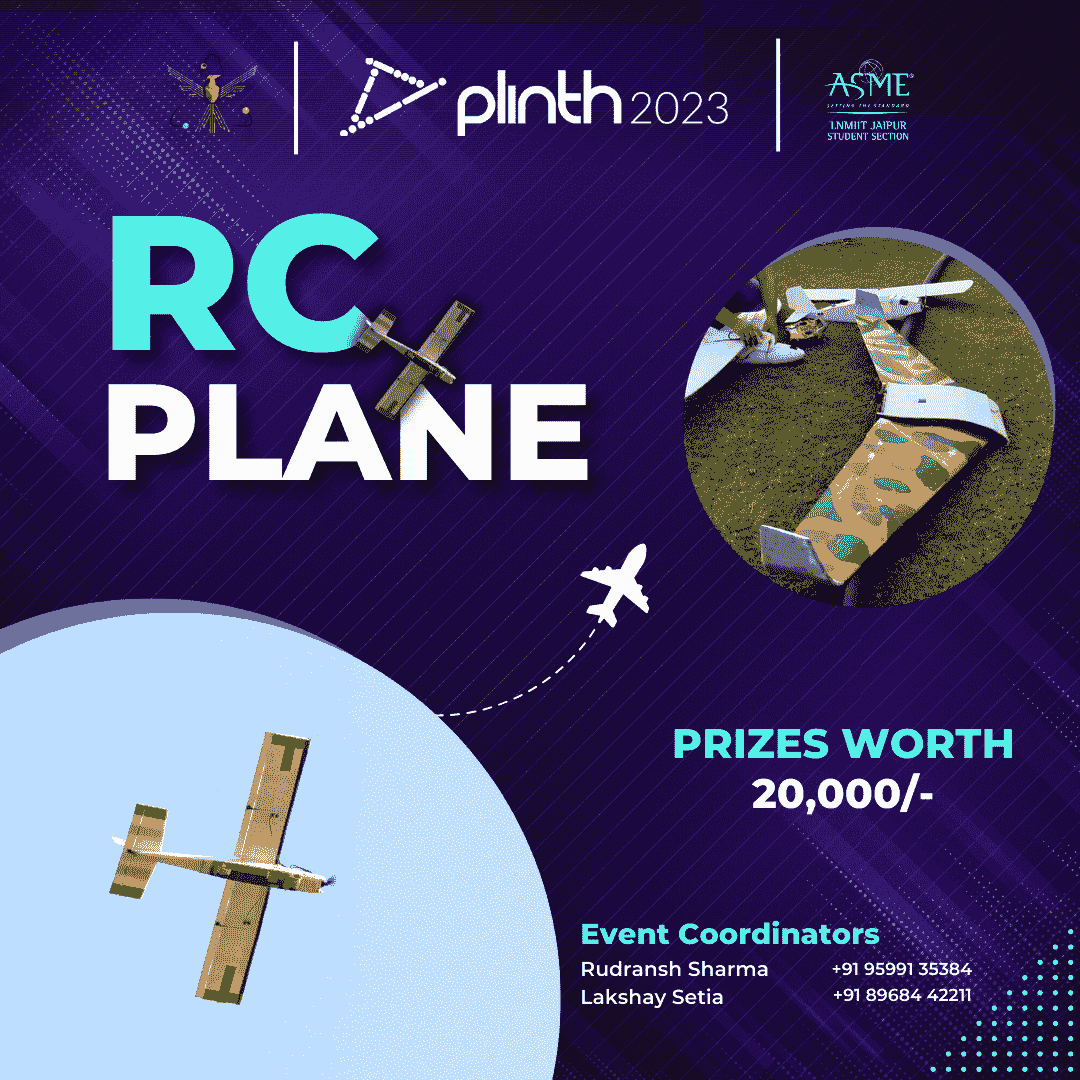 plinth 2023
ASME
SETTING THE STANDARD
LNMIIT JAIPUR
STUDENT SECTION
RC
PLANE
PRIZES WORTH
20,000/-
Event Coordinators
Rudransh Sharma +91 95991 35384
Lakshay Setia +91 89684 42211